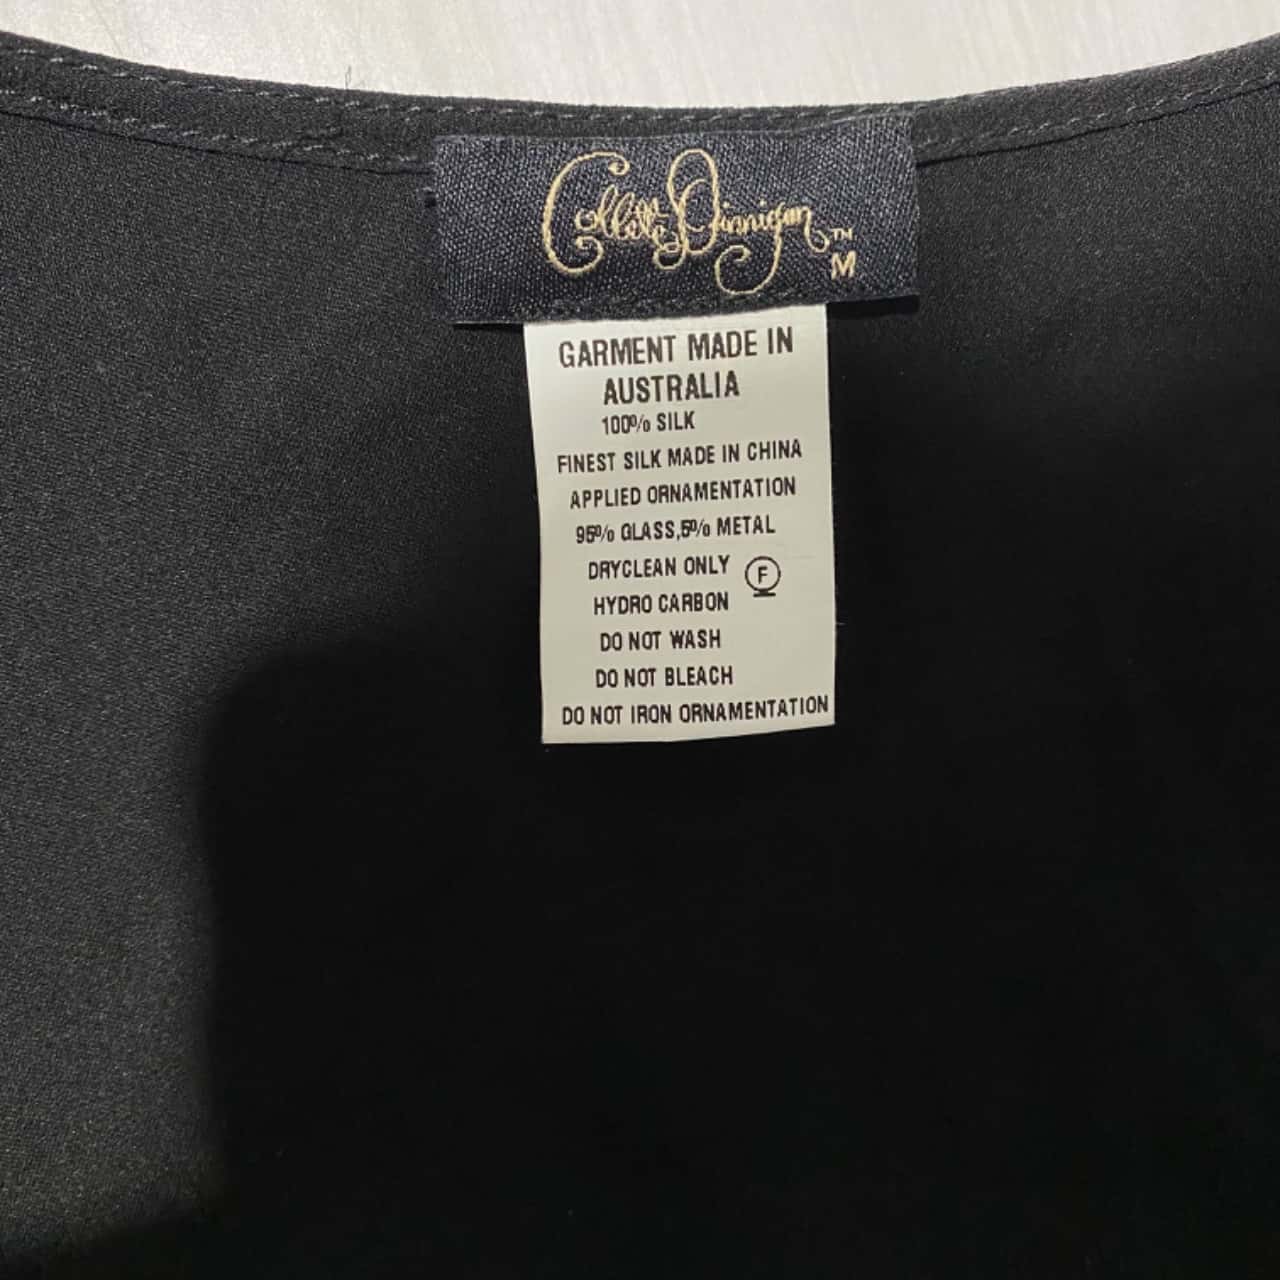 Collette Dinnigan TM
M
GARMENT MADE IN
AUSTRALIA
100% SILK
FINEST SILK MADE IN CHINA
APPLIED ORNAMENTATION
95% GLASS,5% METAL
DRYCLEAN ONLY F
HYDRO CARBON
DO NOT WASH
DO NOT BLEACH
DO NOT IRON ORNAMENTATION